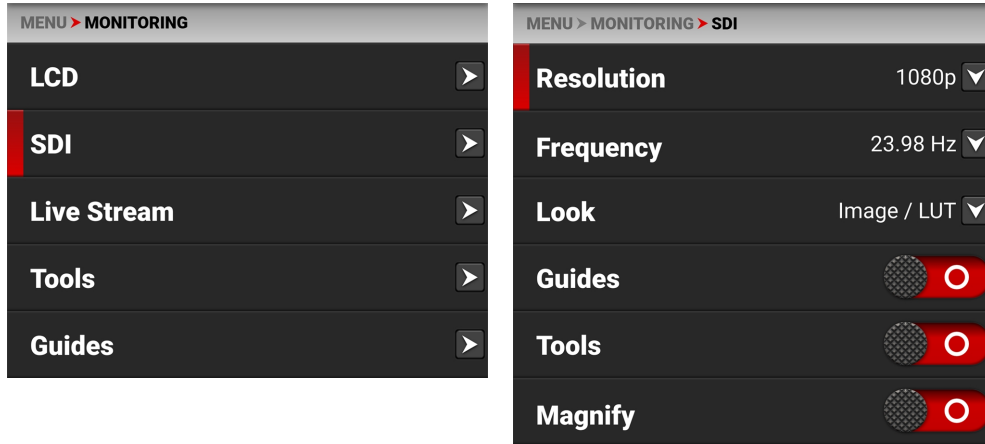 MENU > MONITORING
LCD
SDI
Live Stream
Tools
Guides
MENU > MONITORING > SDI
Resolution 1080p
Frequency 23.98 Hz
Look Image / LUT
Guides
Tools
Magnify